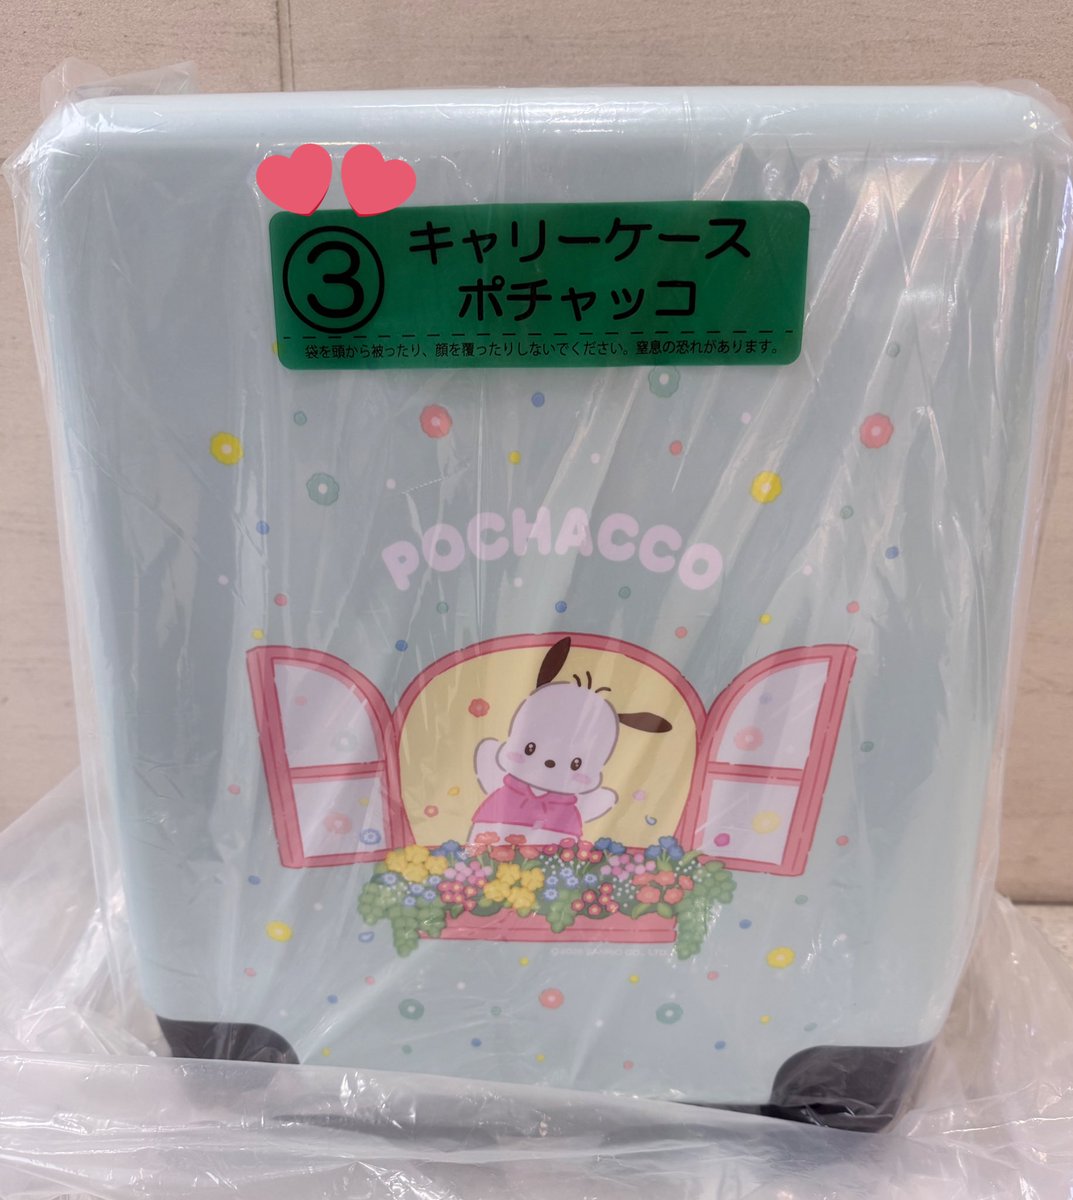 ③ キャリーケース
ポチャッコ
袋を頭から被ったり、顔を覆ったりしないでください。窒息の恐れがあります。
POCHACCO